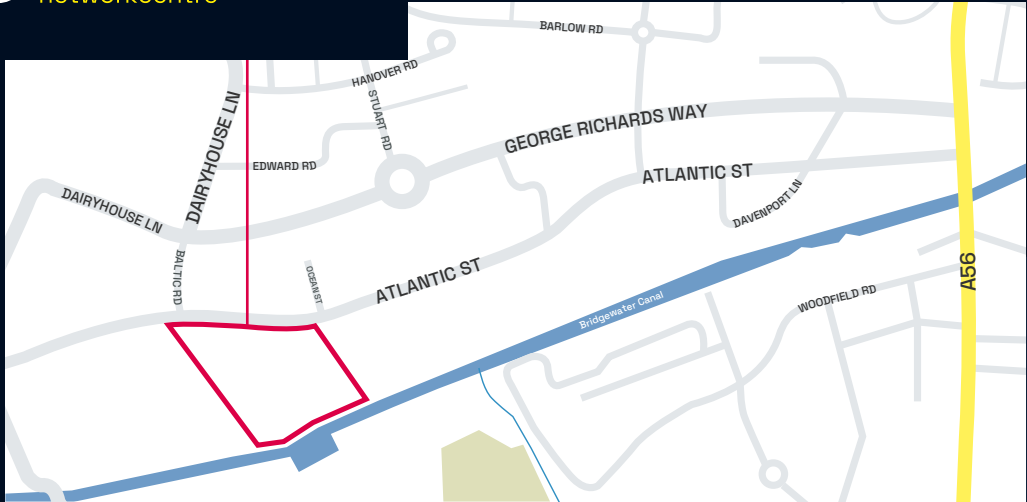 networkcentre
BARLOW RD
HANOVER RD
STUART RD
DAIRYHOUSE LN
GEORGE RICHARDS WAY
EDWARD RD
ATLANTIC ST
DAIRYHOUSE LN
DAVENPORT LN
BALTIC RD
OCEAN ST
ATLANTIC ST
A56
WOODFIELD RD
Bridgewater Canal